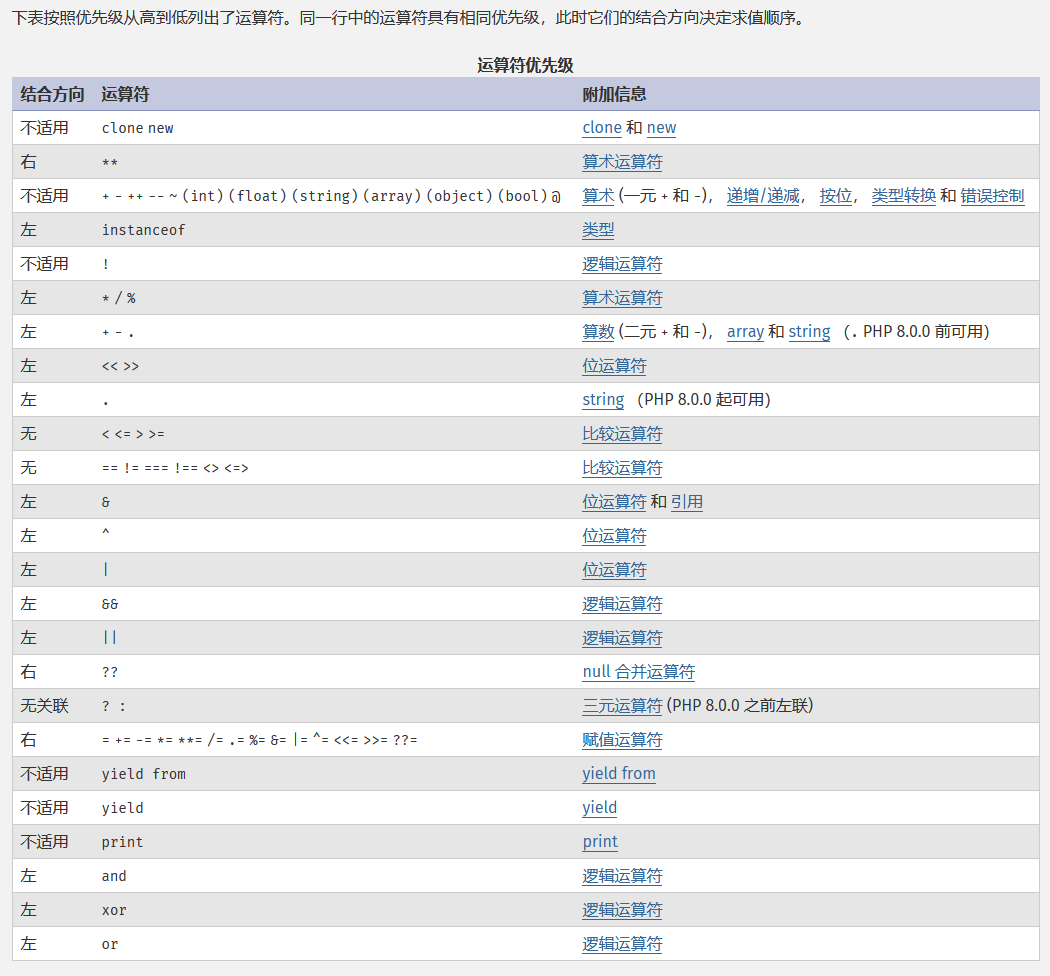 下表按照优先级从高到低列出了运算符。同一行中的运算符具有相同优先级，此时它们的结合方向决定求值顺序。
运算符优先级
结合方向 运算符 附加信息
不适用 clone new clone 和 new
右 ** 算术运算符
不适用 + - ++ -- ~ (int) (float) (string) (array) (object) (bool) @ 算术 (一元 + 和 -)， 递增/递减， 按位， 类型转换 和 错误控制
左 instanceof 类型
不适用 ! 逻辑运算符
左 * / % 算术运算符
左 + - . 算数 (二元 + 和 -)， array 和 string （. PHP 8.0.0 前可用）
左 << >> 位运算符
左 . string （PHP 8.0.0 起可用）
无 < <= > >= 比较运算符
无 == != === !== <> <=> 比较运算符
左 & 位运算符 和 引用
左 ^ 位运算符
左 | 位运算符
左 && 逻辑运算符
左 || 逻辑运算符
右 ?? null 合并运算符
无关联 ? : 三元运算符 (PHP 8.0.0 之前左联)
右 = += -= *= **= /= .= %= &= |= ^= <<= >>= ??= 赋值运算符
不适用 yield from yield from
不适用 yield yield
不适用 print print
左 and 逻辑运算符
左 xor 逻辑运算符
左 or 逻辑运算符